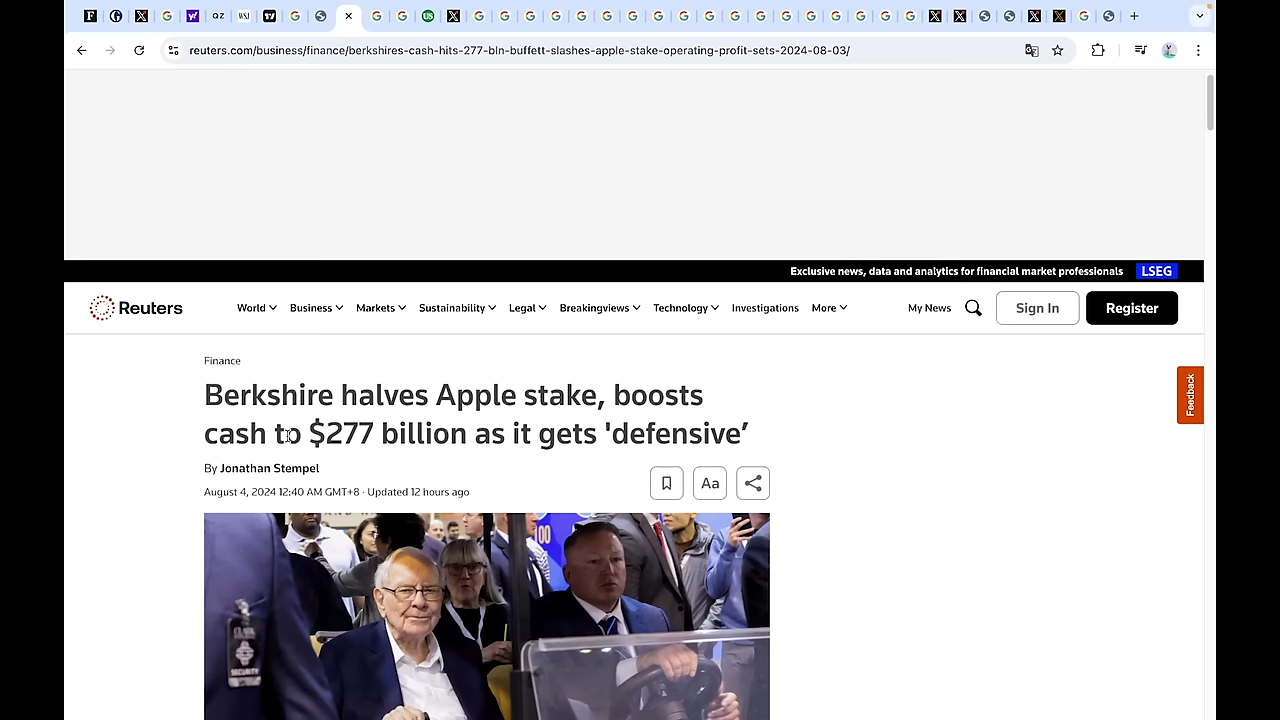 reuters.com/business/finance/berkshires-cash-hits-277-bln-buffett-slashes-apple-stake-operating-profit-sets-2024-08-03/
Exclusive news, data and analytics for financial market professionals LSEG
Reuters World Business Markets Sustainability Legal Breakingviews Technology Investigations More My News Sign In Register
Feedback
Finance
Berkshire halves Apple stake, boosts
cash to $277 billion as it gets 'defensive’
By Jonathan Stempel
August 4, 2024 12:40 AM GMT+8 · Updated 12 hours ago
Aa
100
SECURITY